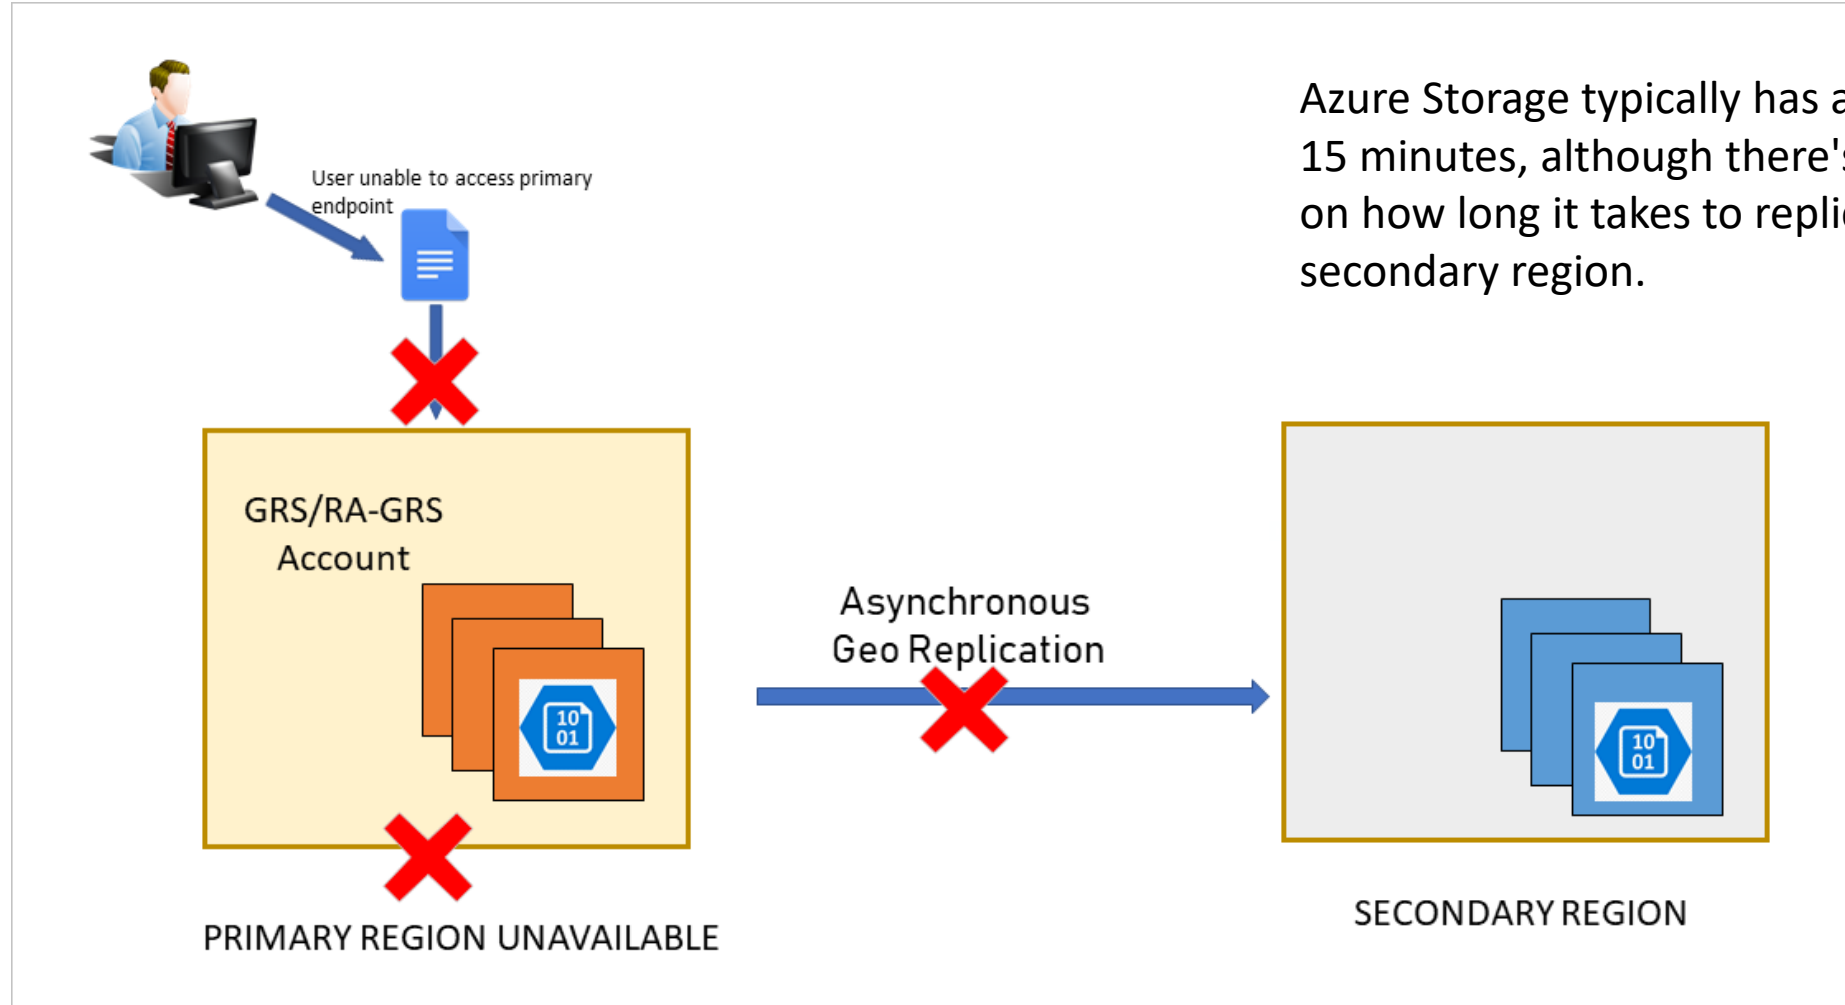 Azure Storage typically has a
15 minutes, although there's
on how long it takes to repli
secondary region.
User unable to access primary
endpoint
GRS/RA-GRS
Account
10
01
Asynchronous
Geo Replication
10
01
PRIMARY REGION UNAVAILABLE
SECONDARY REGION